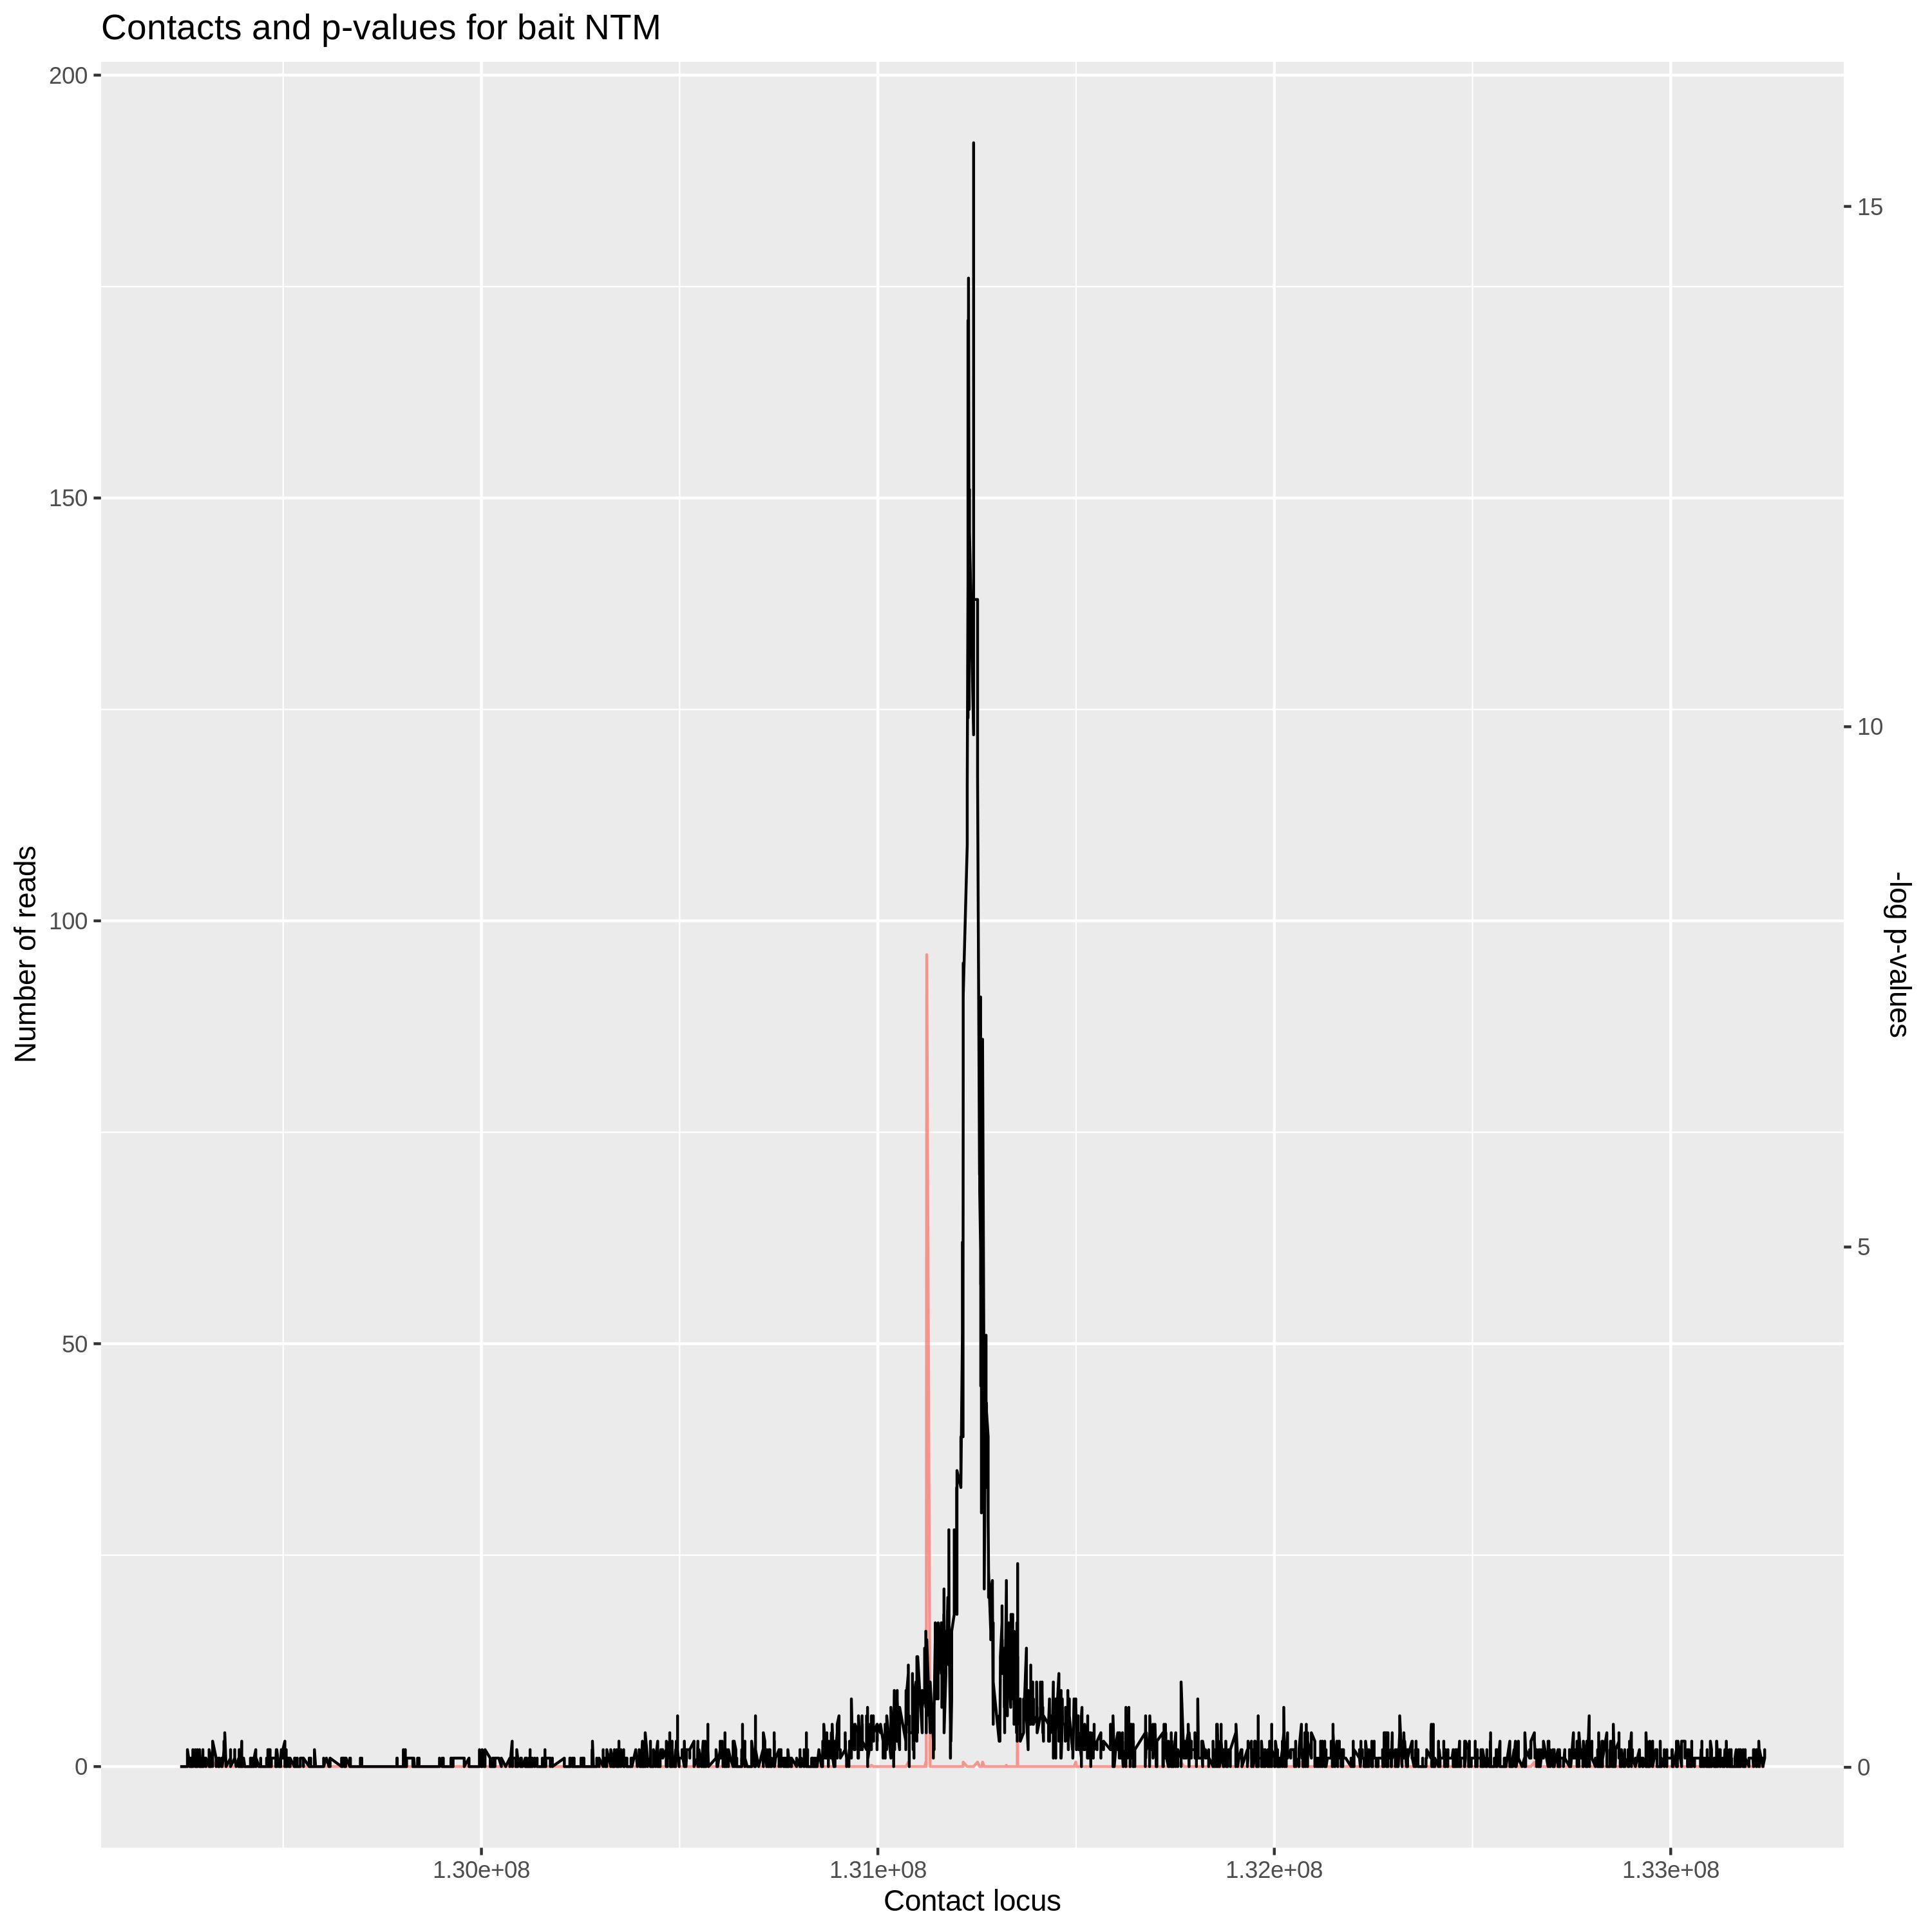 Contacts and p-values for bait NTM
200
150
100
50
0
Number of reads
15
10
5
0
-log p-values
1.30e+08
1.31e+08
1.32e+08
1.33e+08
Contact locus